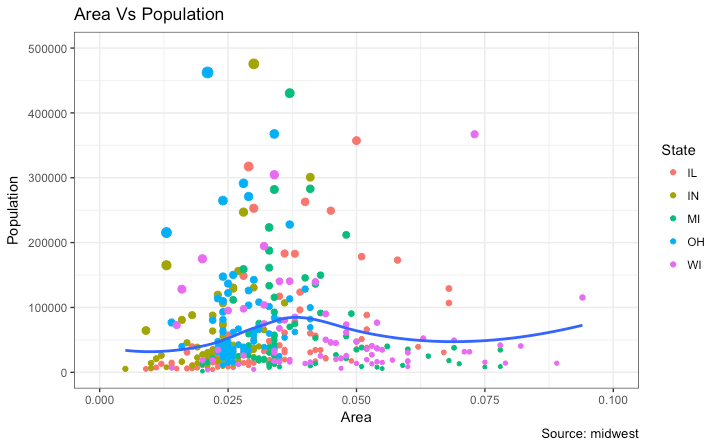 Area Vs Population
500000
400000
300000
200000
100000
0
Population
0.000 0.025 0.050 0.075 0.100
Area
State
IL
IN
MI
OH
WI
Source: midwest